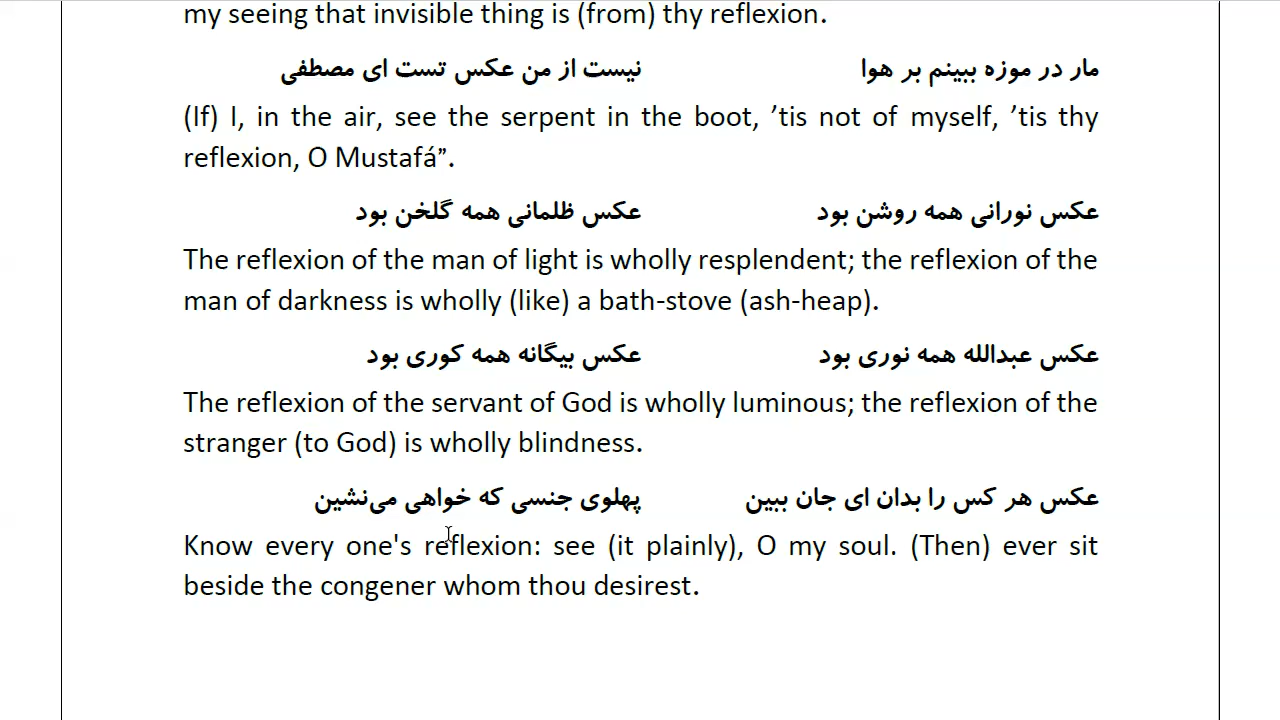 my seeing that invisible thing is (from) thy reflexion.
مار در موزه ببینم بر هوا نیست از من عکس تست ای مصطفی
(If) I, in the air, see the serpent in the boot, ’tis not of myself, ’tis thy
reflexion, O Mustafá”.
عکس نورانی همه روشن بود عکس ظلمانی همه گلخن بود
The reflexion of the man of light is wholly resplendent; the reflexion of the
man of darkness is wholly (like) a bath-stove (ash-heap).
عکس عبدالله همه نوری بود عکس بیگانه همه کوری بود
The reflexion of the servant of God is wholly luminous; the reflexion of the
stranger (to God) is wholly blindness.
عکس هر کس را بدان ای جان ببین پهلوی جنسی که خواهی می‌نشین
Know every one's reflexion: see (it plainly), O my soul. (Then) ever sit
beside the congener whom thou desirest.